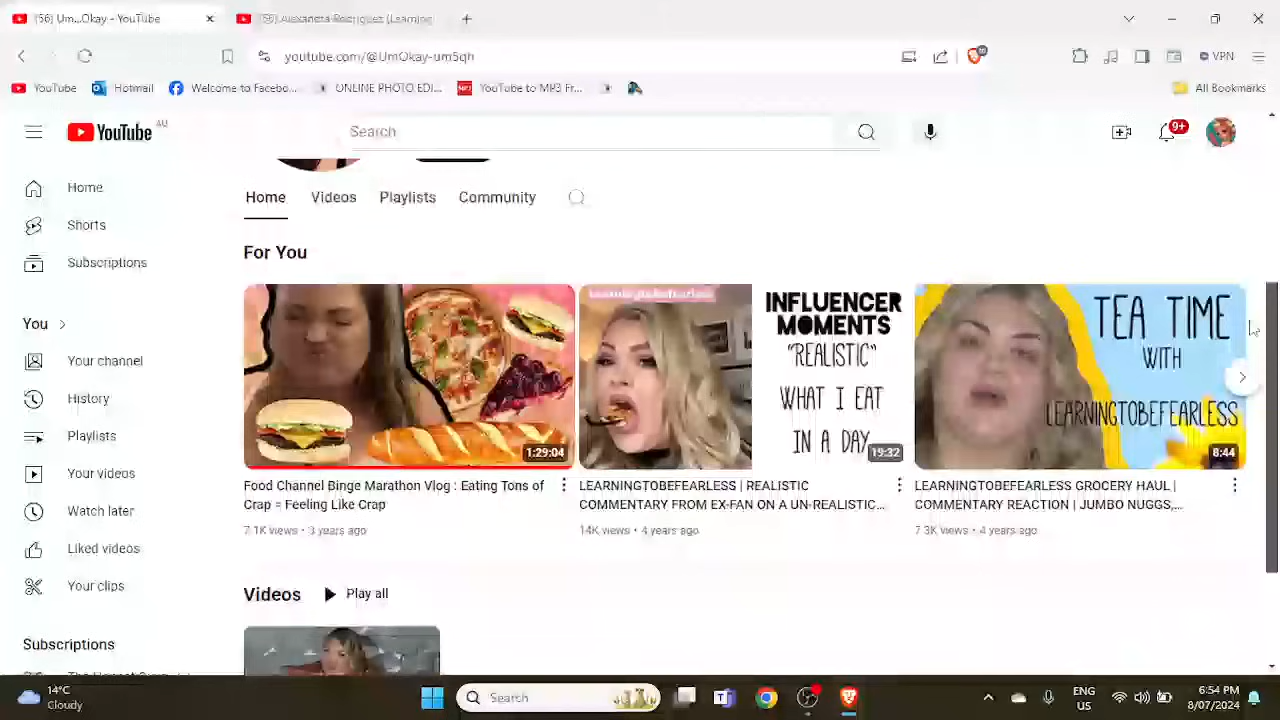 (56) Um...Okay - YouTube
(56) Alexandra Rodriguez (Learning
youtube.com/@UmOkay-um5qh
VPN
YouTube
Hotmail
Welcome to Facebo...
ONLINE PHOTO EDI...
YouTube to MP3 Fr...
All Bookmarks
YouTube AU
Search
9+
Home
Shorts
Subscriptions
You
Your channel
History
Playlists
Your videos
Watch later
Liked videos
Your clips
Subscriptions
Home
Videos
Playlists
Community
For You
1:29:04
Food Channel Binge Marathon Vlog : Eating Tons of
Crap = Feeling Like Crap
7.1K views • 3 years ago
INFLUENCER
MOMENTS
"REALISTIC"
WHAT I EAT
IN A DAY
19:32
LEARNINGTOBEFEARLESS | REALISTIC
COMMENTARY FROM EX-FAN ON A UN-REALISTIC...
14K views • 4 years ago
TEA TIME
WITH
LEARNINGTOBEFEARLESS
8:44
LEARNINGTOBEFEARLESS GROCERY HAUL |
COMMENTARY REACTION | JUMBO NUGGS,...
7.3K views • 4 years ago
Videos
Play all
14°C
Cloudy
Search
ENG
US
6:54 PM
8/07/2024